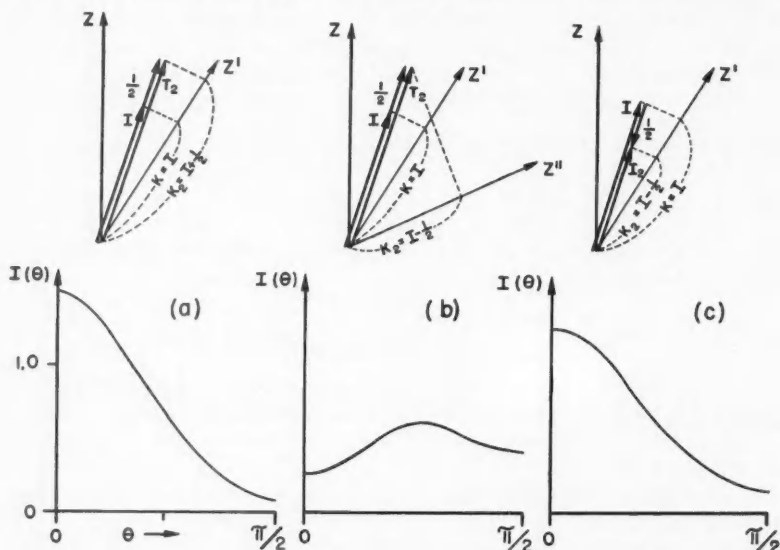 Z
Z'
1/2
I
I₂
K = I
K₂ = I + 1/2
Z
Z'
Z"
1/2
I
I₂
K = I
K₂ = I - 1/2
Z
Z'
I
1/2
I₂
K₂ = I - 1/2
K = I
I(θ)
(a)
1.0
0
0
θ →
π/2
I(θ)
(b)
0
π/2
I(θ)
(c)
0
π/2